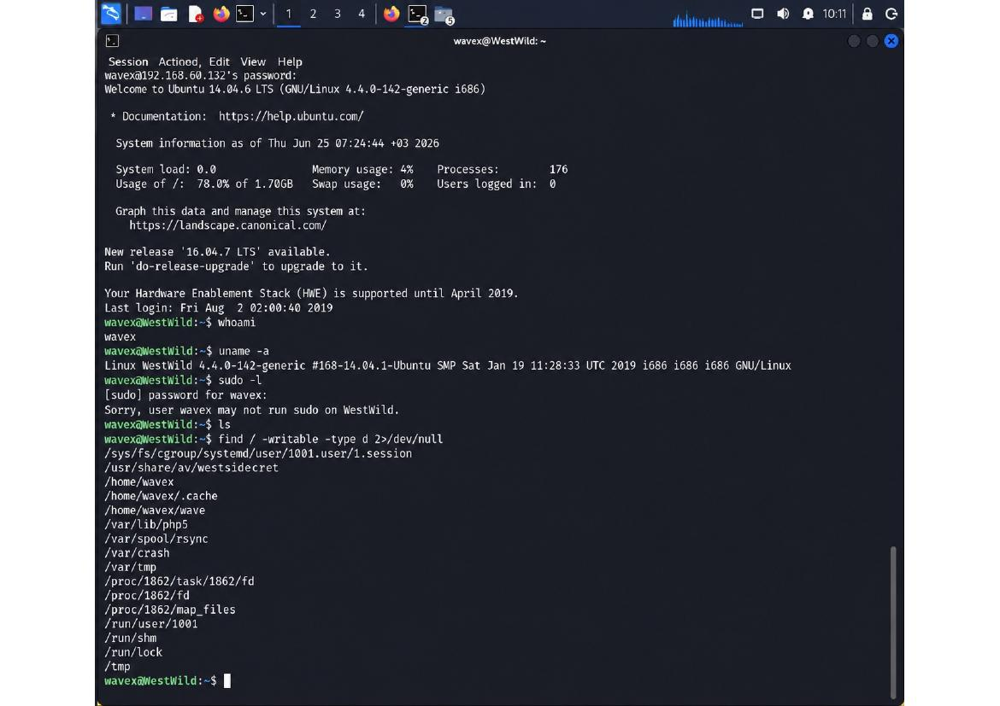 1 2 3 4 2 5 10:11
wavex@WestWild: ~
Session Actioed, Edit View Help
wavex@192.168.60.132's password:
Welcome to Ubuntu 14.04.6 LTS (GNU/Linux 4.4.0-142-generic i686)
* Documentation: https://help.ubuntu.com/
System information as of Thu Jun 25 07:24:44 +03 2026
System load: 0.0 Memory usage: 4% Processes: 176
Usage of /: 78.0% of 1.70GB Swap usage: 0% Users logged in: 0
Graph this data and manage this system at:
https://landscape.canonical.com/
New release '16.04.7 LTS' available.
Run 'do-release-upgrade' to upgrade to it.
Your Hardware Enablement Stack (HWE) is supported until April 2019.
Last login: Fri Aug 2 02:00:40 2019
wavex@WestWild:~$ whoami
wavex
wavex@WestWild:~$ uname -a
Linux WestWild 4.4.0-142-generic #168-14.04.1-Ubuntu SMP Sat Jan 19 11:28:33 UTC 2019 i686 i686 i686 GNU/Linux
wavex@WestWild:~$ sudo -l
[sudo] password for wavex:
Sorry, user wavex may not run sudo on WestWild.
wavex@WestWild:~$ ls
wavex@WestWild:~$ find / -writable -type d 2>/dev/null
/sys/fs/cgroup/systemd/user/1001.user/1.session
/usr/share/av/westsidecret
/home/wavex
/home/wavex/.cache
/home/wavex/wave
/var/lib/php5
/var/spool/rsync
/var/crash
/var/tmp
/proc/1862/task/1862/fd
/proc/1862/fd
/proc/1862/map_files
/run/user/1001
/run/shm
/run/lock
/tmp
wavex@WestWild:~$